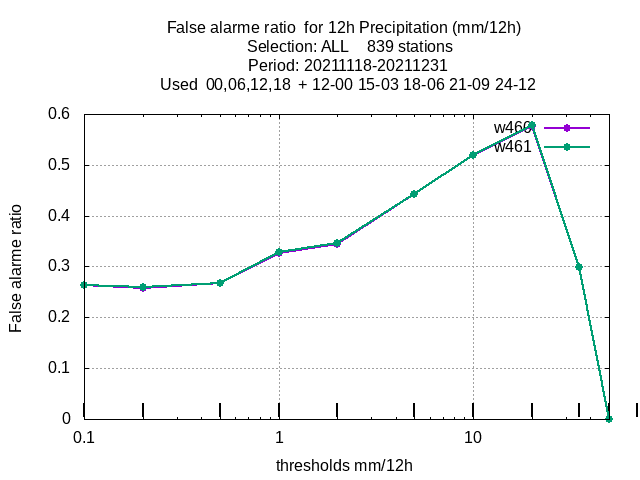 False alarme ratio  for 12h Precipitation (mm/12h)
Selection: ALL    839 stations
Period: 20211118-20211231
Used  00,06,12,18  + 12-00 15-03 18-06 21-09 24-12
0.6
w460
w461
0.5
0.4
0.3
0.2
0.1
0
False alarme ratio
0.1 1 10
thresholds mm/12h